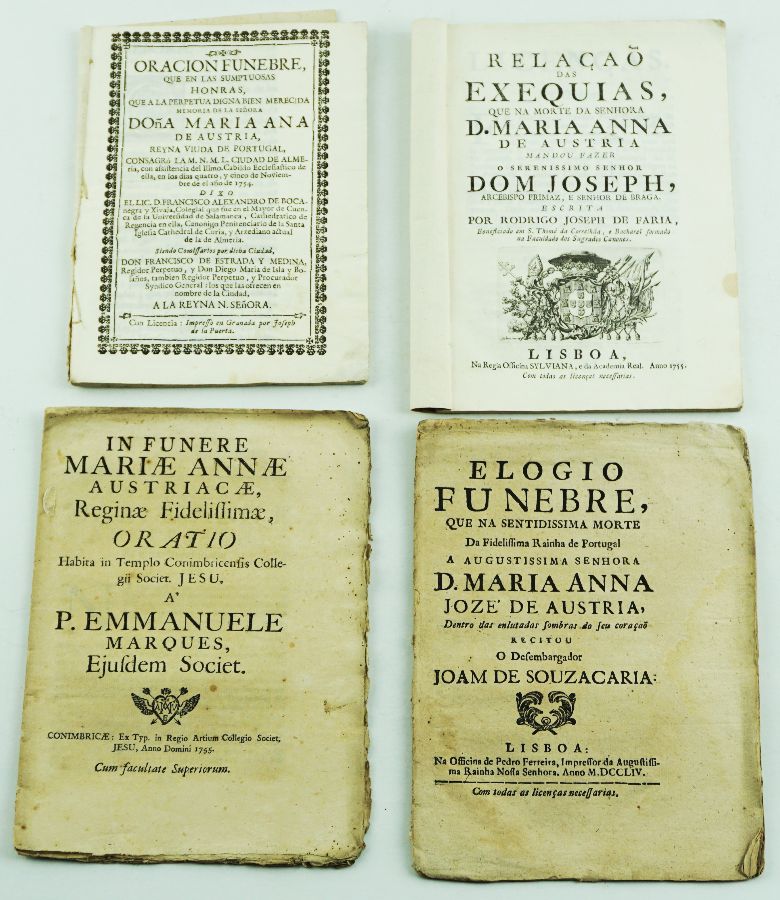 ORACION FUNEBRE,
QUE EN LAS SUMPTUOSAS
HONRAS,
QUE A LA PERPETUA DIGNA BIEN MERECIDA
MEMORIA DE LA SEÑORA
DOñA MARIA ANA
DE AUSTRIA,
REYNA VIUDA DE PORTUGAL,
CONSAGRò LA M. N. M. L. CIUDAD DE ALME-
ria, con aſsiſtencia del Illmo. Cabildo Eccleſiaſtico de
ella, en los dias quatro, y cinco de Noviem-
bre de el año de 1754.
DIXO
EL LIC. D. FRANCISCO ALEXANDRO DE BOCA-
negra y Xivaja, Colegial que fue en el Mayor de Cuen-
ca de la Univerſidad de Salamanca, Cathedratico de
Regencia en ella, Canonigo Penitenciario de la Santa
Igleſia Cathedral de Coria, y Arzediano actual
de la de Almeria.
Siendo Comiſſarios por dicha Ciudad,
DON FRANCISCO DE ESTRADA Y MEDINA,
Regidor Perpetuo, y Don Diego Maria de Isla y Bo-
laños, tambien Regidor Perpetuo, y Procurador
Syndico General: los que las ofrecen en
nombre de la Ciudad,
A LA REYNA N. SEñORA.
Con Licencia: Impreſſo en Granada por Joſeph
de la Puerta.
RELAÇAÕ
DAS
EXEQUIAS,
QUE NA MORTE DA SENHORA
D. MARIA ANNA
DE AUSTRIA
MANDOU FAZER
O SERENISSIMO SENHOR
DOM JOSEPH,
ARCEBISPO PRIMAZ, E SENHOR DE BRAGA.
ESCRITA
POR RODRIGO JOSEPH DE FARIA,
Beneficiado em S. Thomé da Correlhãa, e Bacharel formado
na Faculdade dos Sagrados Canones.
LISBOA,
Na Regia Officina SYLVIANA, e da Academia Real. Anno 1755.
Com todas as licenças neceſſarias.
IN FUNERE
MARIÆ ANNÆ
AUSTRIACÆ,
Reginæ Fideliſſimæ,
ORATIO
Habita in Templo Conimbricenſis Colle-
gii Societ. JESU,
A'
P. EMMANUELE
MARQUES,
Ejuſdem Societ.
CONIMBRICÆ: Ex Typ. in Regio Artium Collegio Societ.
JESU, Anno Domini 1755.
Cum facultate Superiorum.
ELOGIO
FUNEBRE,
QUE NA SENTIDISSIMA MORTE
Da Fideliſſima Rainha de Portugal
A AUGUSTISSIMA SENHORA
D. MARIA ANNA
JOZE' DE AUSTRIA,
Dentro das enlutadas ſombras do ſeu coraçaõ
RECITOU
O Deſembargador
JOAM DE SOUZACARIA:
LISBOA:
Na Officina de Pedro Ferreira, Impreſſor da Auguſtiſſi-
ma Rainha Noſſa Senhora. Anno M.DCCLIV.
Com todas as licenças neceſſarias.